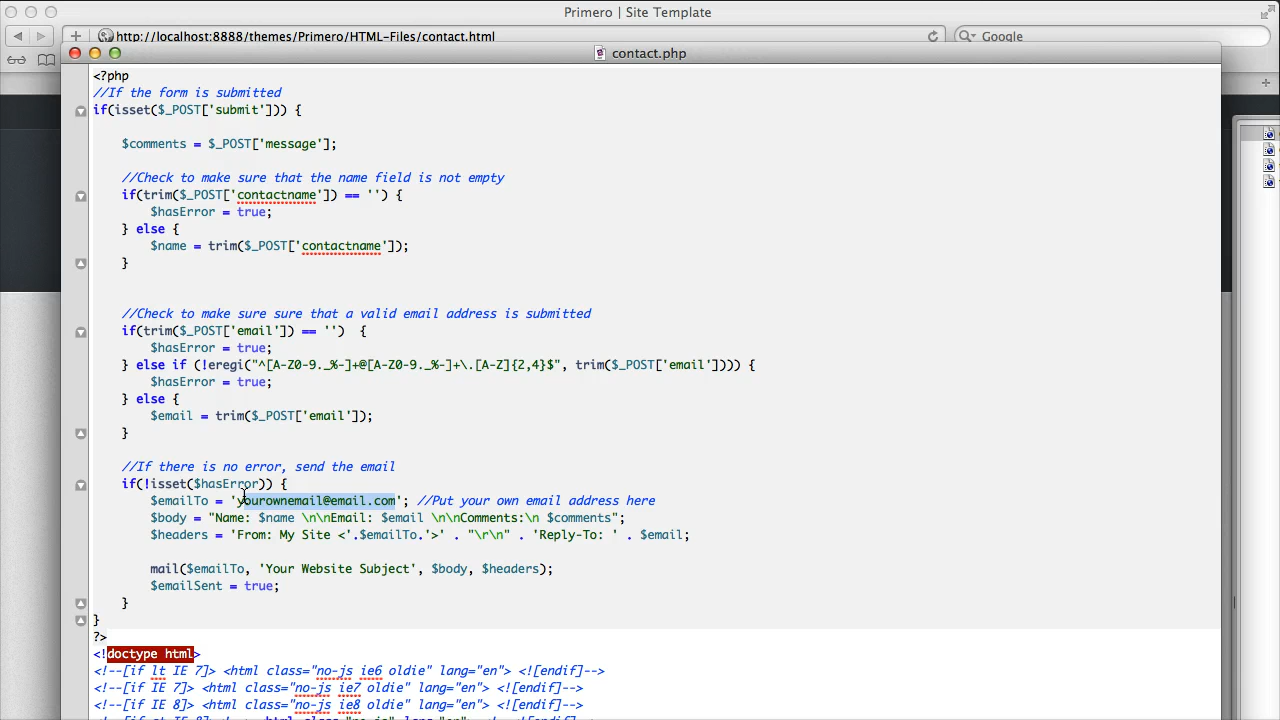 Primero | Site Template
http://localhost:8888/themes/Primero/HTML-Files/contact.html
Google
contact.php
<?php
//If the form is submitted
if(isset($_POST['submit'])) {
$comments = $_POST['message'];
//Check to make sure that the name field is not empty
if(trim($_POST['contactname']) == '') {
$hasError = true;
} else {
$name = trim($_POST['contactname']);
}
//Check to make sure sure that a valid email address is submitted
if(trim($_POST['email']) == '')  {
$hasError = true;
} else if (!eregi("^[A-Z0-9._%-]+@[A-Z0-9._%-]+\.[A-Z]{2,4}$", trim($_POST['email']))) {
$hasError = true;
} else {
$email = trim($_POST['email']);
}
//If there is no error, send the email
if(!isset($hasError)) {
$emailTo = 'yourownemail@email.com'; //Put your own email address here
$body = "Name: $name \n\nEmail: $email \n\nComments:\n $comments";
$headers = 'From: My Site <'.$emailTo.'>' . "\r\n" . 'Reply-To: ' . $email;
mail($emailTo, 'Your Website Subject', $body, $headers);
$emailSent = true;
}
}
?>
<!doctype html>
<!--[if lt IE 7]> <html class="no-js ie6 oldie" lang="en"> <![endif]-->
<!--[if IE 7]> <html class="no-js ie7 oldie" lang="en"> <![endif]-->
<!--[if IE 8]> <html class="no-js ie8 oldie" lang="en"> <![endif]-->